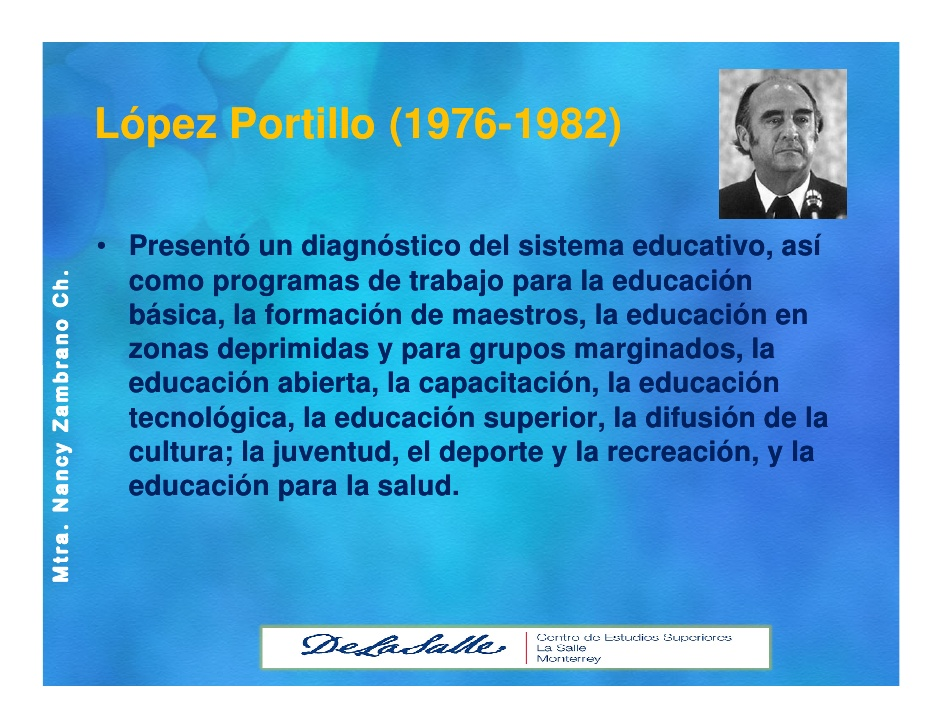 López Portillo (1976-1982)
• Presentó un diagnóstico del sistema educativo, así
como programas de trabajo para la educación
básica, la formación de maestros, la educación en
zonas deprimidas y para grupos marginados, la
educación abierta, la capacitación, la educación
tecnológica, la educación superior, la difusión de la
cultura; la juventud, el deporte y la recreación, y la
educación para la salud.
Mtra. Nancy Zambrano Ch.
De La Salle
Centro de Estudios Superiores
La Salle
Monterrey